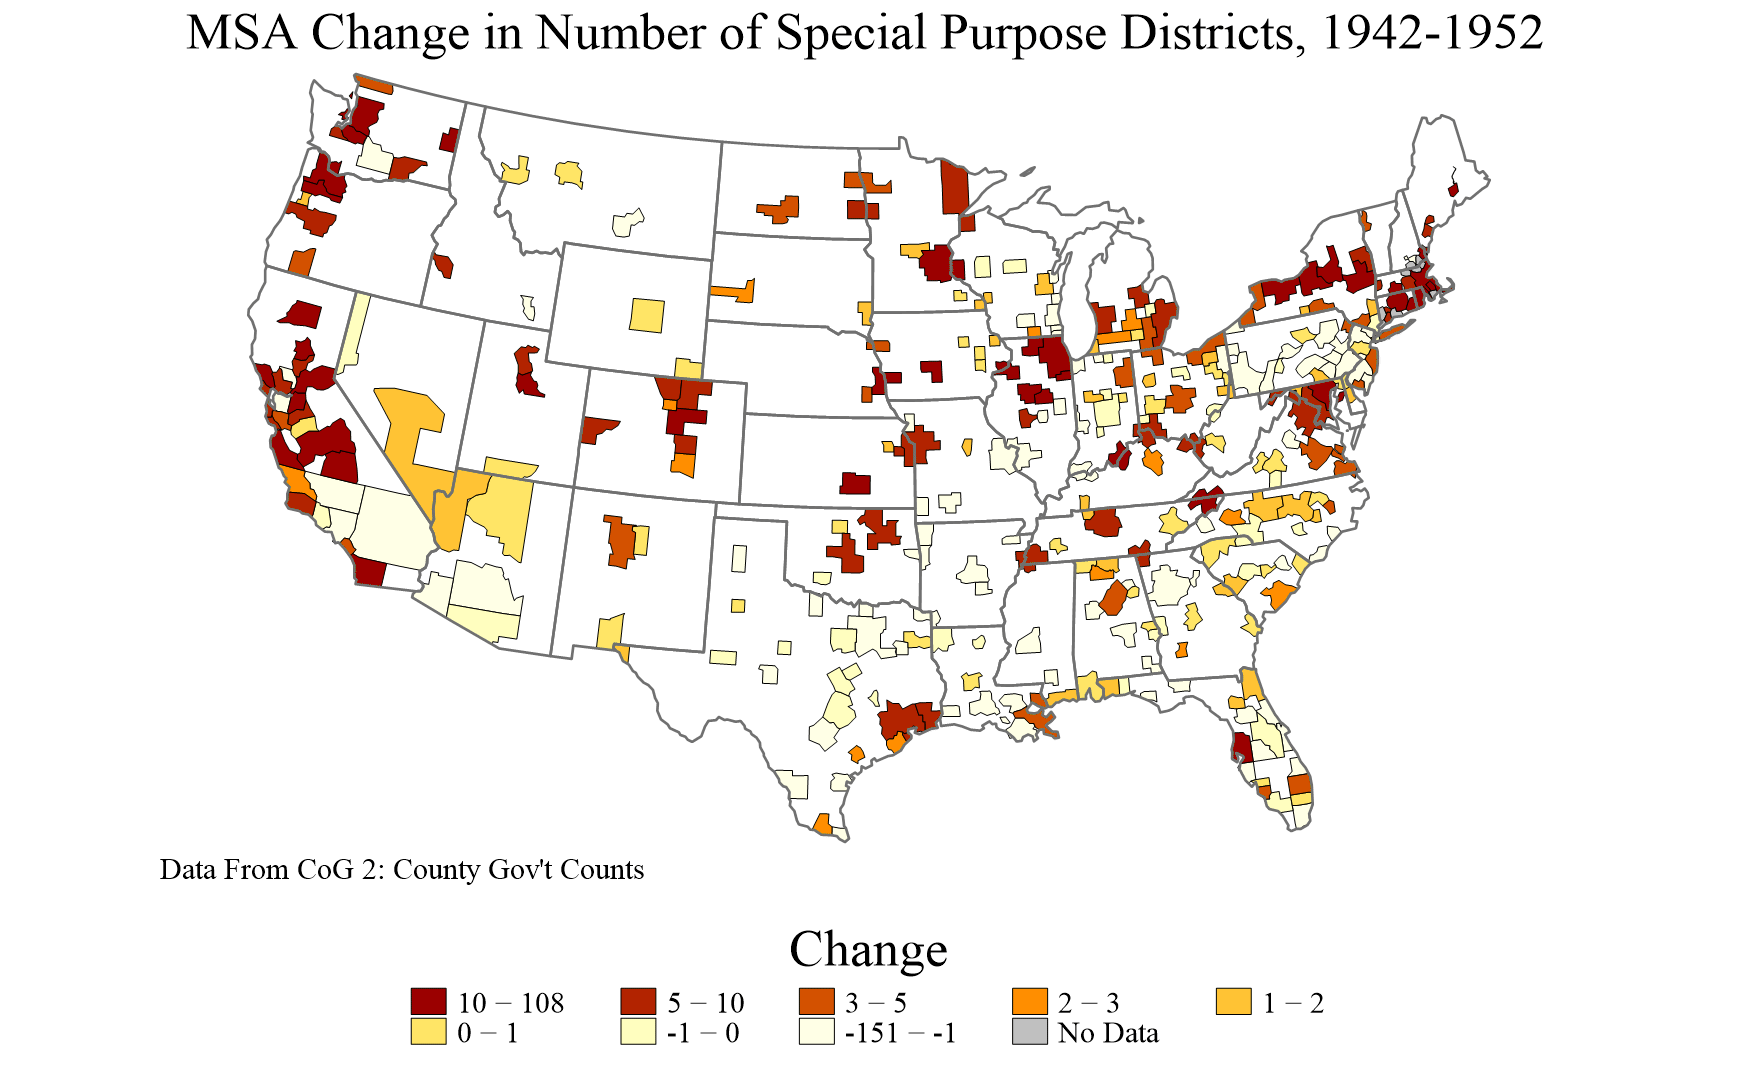 MSA Change in Number of Special Purpose Districts, 1942-1952
Data From CoG 2: County Gov't Counts
Change
10 − 108 5 − 10 3 − 5 2 − 3 1 − 2
0 − 1 -1 − 0 -151 − -1 No Data